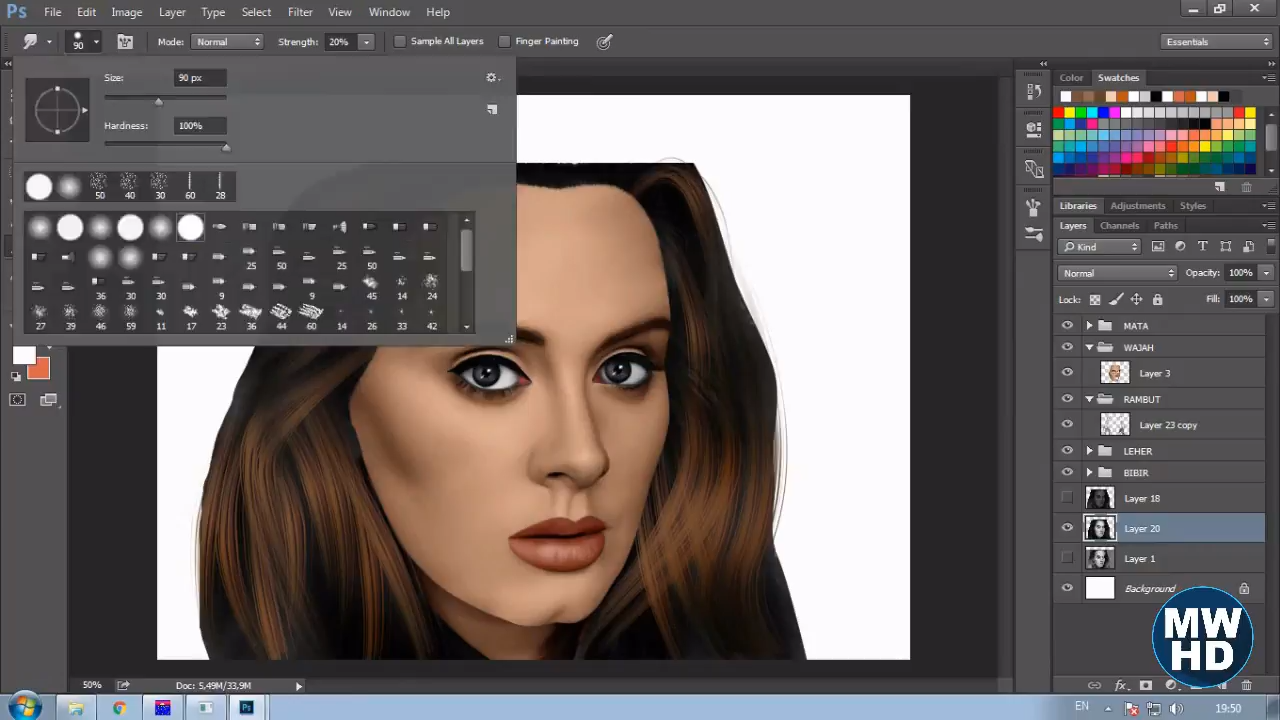 Ps File Edit Image Layer Type Select Filter View Window Help
90 Mode: Normal Strength: 20% Sample All Layers Finger Painting Essentials
Size: 90 px
Hardness: 100%
50 40 30 60 28
25 50 25 50
36 30 30 9 9 45 14 24
27 39 46 59 11 17 23 36 44 60 14 26 33 42
Color Swatches
Libraries Adjustments Styles
Layers Channels Paths
Kind
Normal Opacity: 100%
Lock: Fill: 100%
MATA
WAJAH
Layer 3
RAMBUT
Layer 23 copy
LEHER
BIBIR
Layer 18
Layer 20
Layer 1
Background
MW
HD
50% Doc: 5,49M/33,9M
fx
Ps EN 19:50